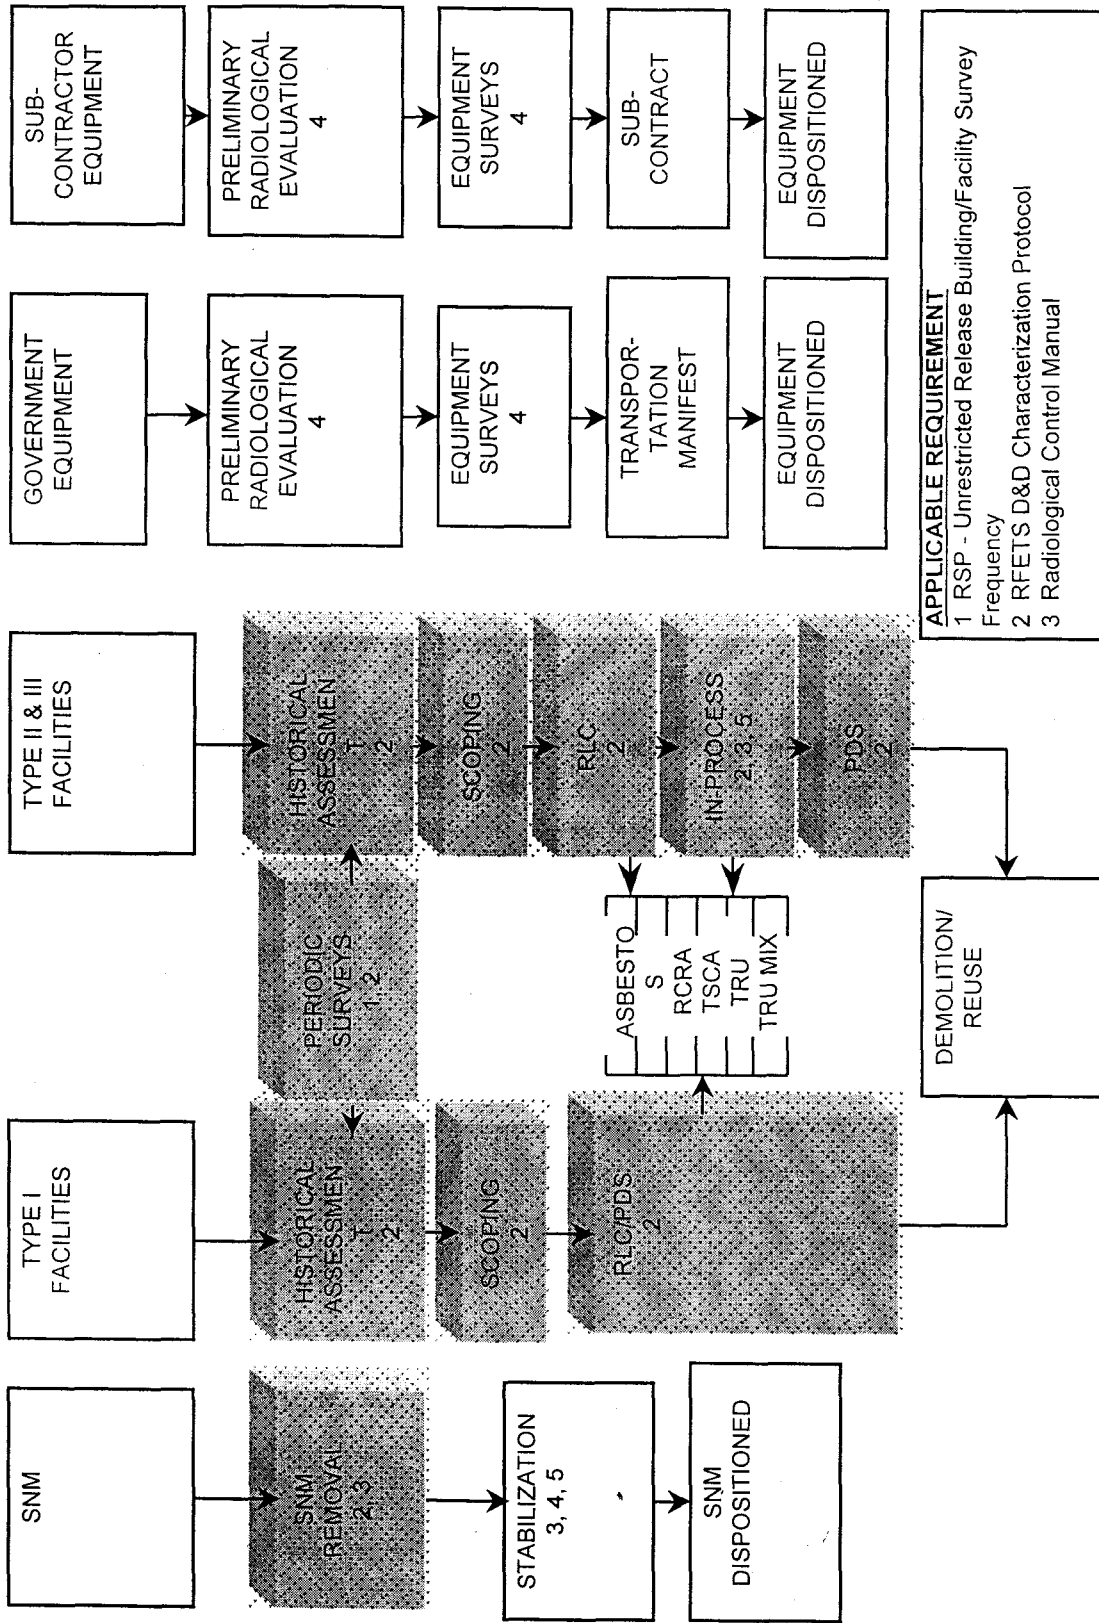 SNM
SNM
REMOVAL
2, 3
STABILIZATION
3, 4, 5
SNM
DISPOSITIONED
TYPE I
FACILITIES
HISTORICAL
ASSESSMEN
T
2
SCOPING
2
RLC/PDS
2
PERIODIC
SURVEYS
1, 2
ASBESTO
S
RCRA
TSCA
TRU
TRU MIX
DEMOLITION/
REUSE
TYPE II & III
FACILITIES
HISTORICAL
ASSESSMEN
T
2
SCOPING
2
RLC
2
IN-PROCESS
2, 3, 5
PDS
2
GOVERNMENT
EQUIPMENT
PRELIMINARY
RADIOLOGICAL
EVALUATION
4
EQUIPMENT
SURVEYS
4
TRANSPOR-
TATION
MANIFEST
EQUIPMENT
DISPOSITIONED
SUB-
CONTRACTOR
EQUIPMENT
PRELIMINARY
RADIOLOGICAL
EVALUATION
4
EQUIPMENT
SURVEYS
4
SUB-
CONTRACT
EQUIPMENT
DISPOSITIONED
APPLICABLE REQUIREMENT
1 RSP - Unrestricted Release Building/Facility Survey
Frequency
2 RFETS D&D Characterization Protocol
3 Radiological Control Manual